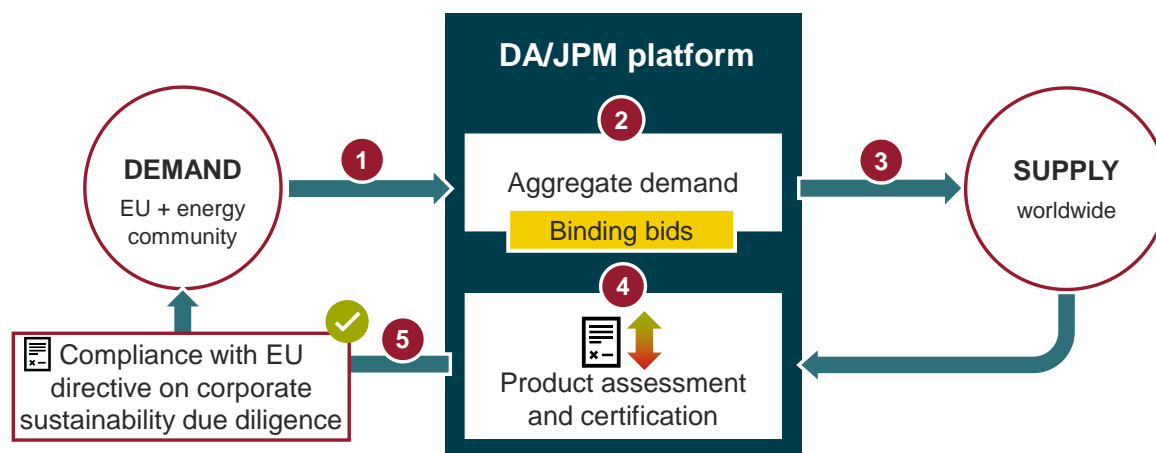 DA/JPM platform
DEMAND
EU + energy
community
1
2
Aggregate demand
Binding bids
3
SUPPLY
worldwide
4
Product assessment
and certification
5
Compliance with EU
directive on corporate
sustainability due diligence